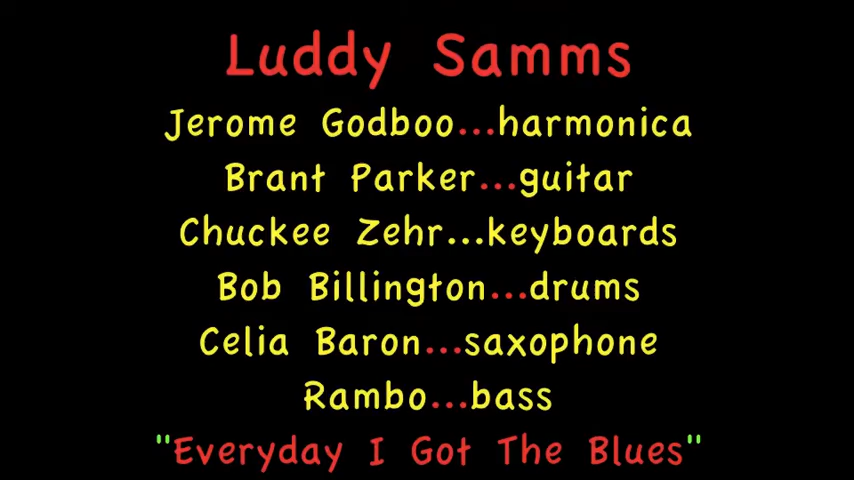 Luddy Samms
Jerome Godboo...harmonica
Brant Parker...guitar
Chuckee Zehr...keyboards
Bob Billington...drums
Celia Baron...saxophone
Rambo...bass
"Everyday I Got The Blues"